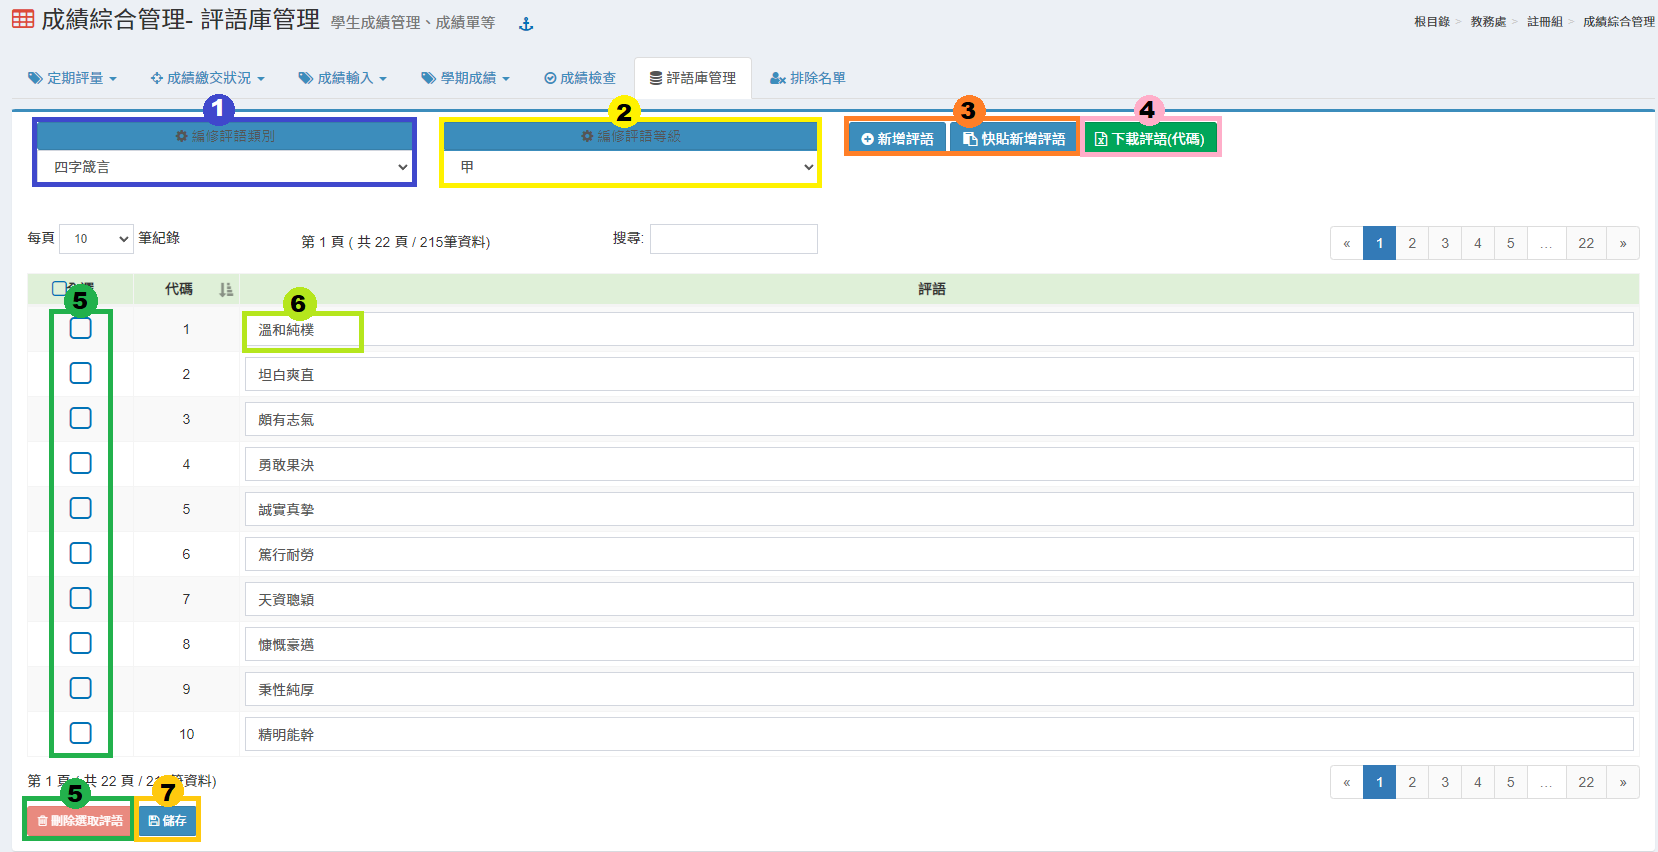 成績綜合管理- 評語庫管理 學生成績管理、成績單等
根目錄 > 教務處 > 註冊組 > 成績綜合管理
定期評量 成績繳交狀況 成績輸入 學期成績 成績檢查 評語庫管理 排除名單
1 2 3 4
編修評語類別 編修評語等級 新增評語 快貼新增評語 下載評語(代碼)
四字箴言 甲
每頁 10 筆紀錄 第 1 頁 ( 共 22 頁 / 215筆資料) 搜尋: « 1 2 3 4 5 ... 22 »
代碼 評語
5 6
1 溫和純樸
2 坦白爽直
3 頗有志氣
4 勇敢果決
5 誠實真摯
6 篤行耐勞
7 天資聰穎
8 慷慨豪邁
9 秉性純厚
10 精明能幹
第 1 頁 ( 共 22 頁 / 21 筆資料) « 1 2 3 4 5 ... 22 »
5 7
刪除選取評語 儲存